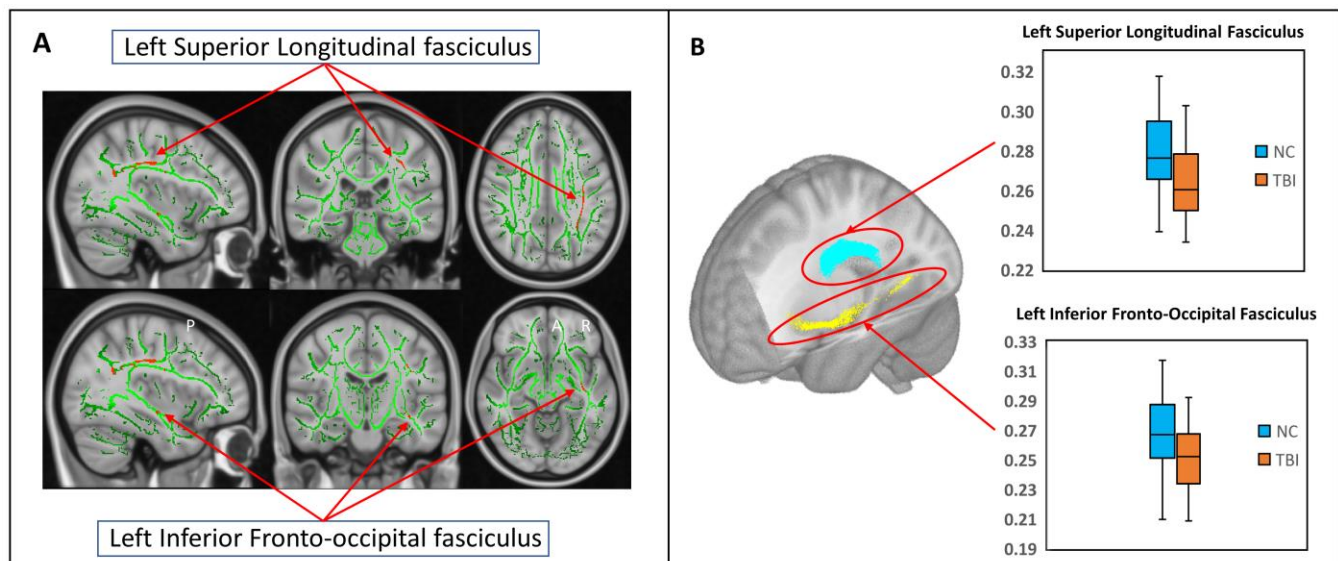 A
Left Superior Longitudinal fasciculus
P
A
R
Left Inferior Fronto-occipital fasciculus
B
Left Superior Longitudinal Fasciculus
0.32
0.30
0.28
0.26
0.24
0.22
NC
TBI
Left Inferior Fronto-Occipital Fasciculus
0.33
0.31
0.29
0.27
0.25
0.23
0.21
0.19
NC
TBI